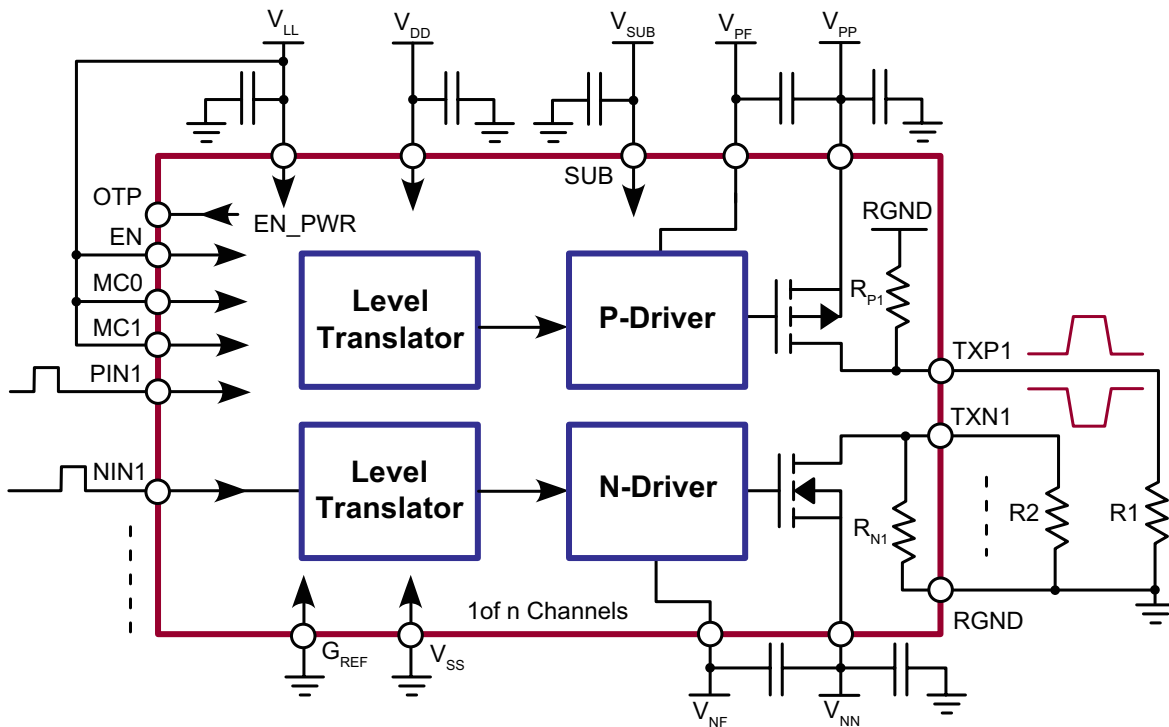 VLL
VDD
VSUB
VPF
VPP
SUB
OTP
EN_PWR
EN
MC0
MC1
PIN1
NIN1
Level
Translator
P-Driver
RGND
RP1
TXP1
Level
Translator
N-Driver
TXN1
RN1
R2
R1
RGND
1of n Channels
GREF
VSS
VNF
VNN